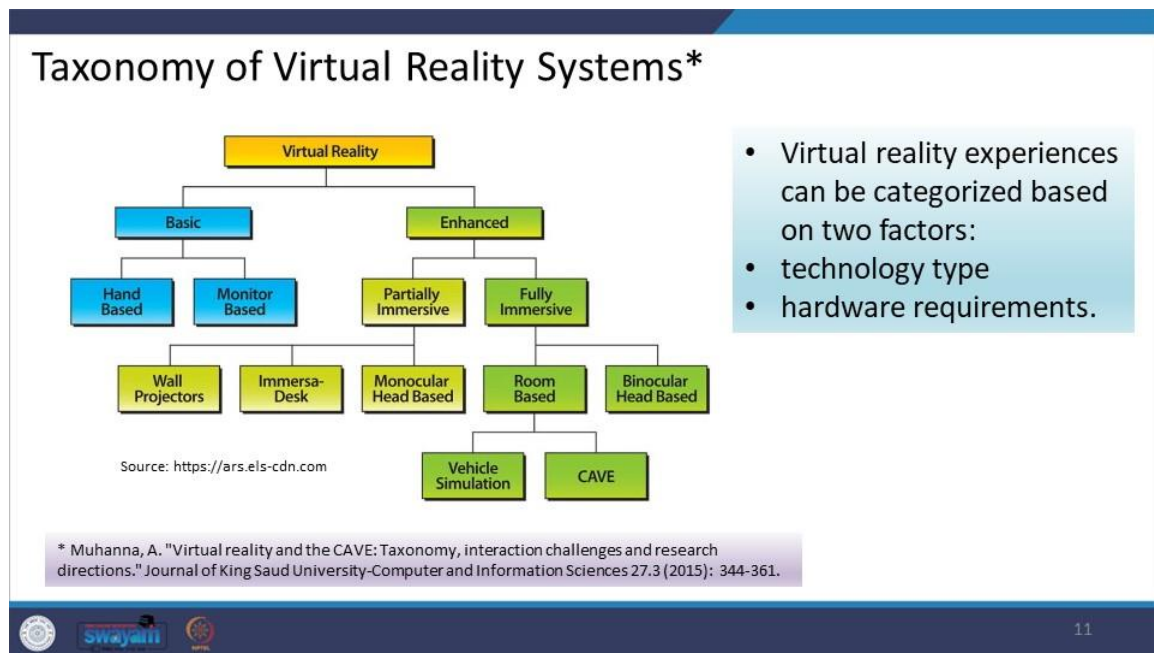 Taxonomy of Virtual Reality Systems*
Virtual Reality
Basic
Enhanced
Hand
Based
Monitor
Based
Partially
Immersive
Fully
Immersive
Wall
Projectors
Immersa-
Desk
Monocular
Head Based
Room
Based
Binocular
Head Based
Vehicle
Simulation
CAVE
Source: https://ars.els-cdn.com
• Virtual reality experiences
can be categorized based
on two factors:
• technology type
• hardware requirements.
* Muhanna, A. "Virtual reality and the CAVE: Taxonomy, interaction challenges and research
directions." Journal of King Saud University-Computer and Information Sciences 27.3 (2015): 344-361.
swayam
NPTEL
11